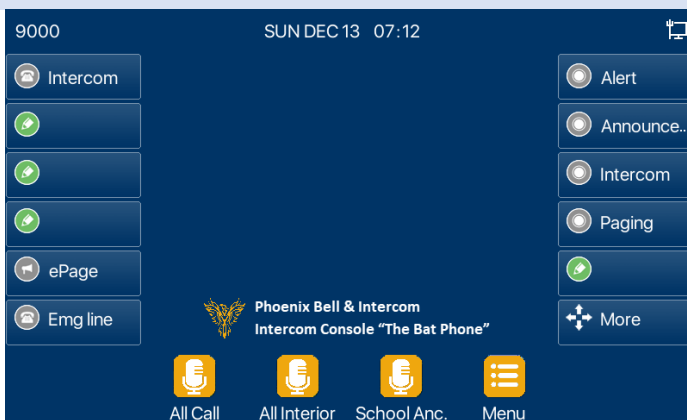 9000 SUN DEC 13 07:12
Intercom Alert
Announce..
Intercom
Paging
ePage
Emg line More
Phoenix Bell & Intercom
Intercom Console “The Bat Phone”
All Call All Interior School Anc. Menu